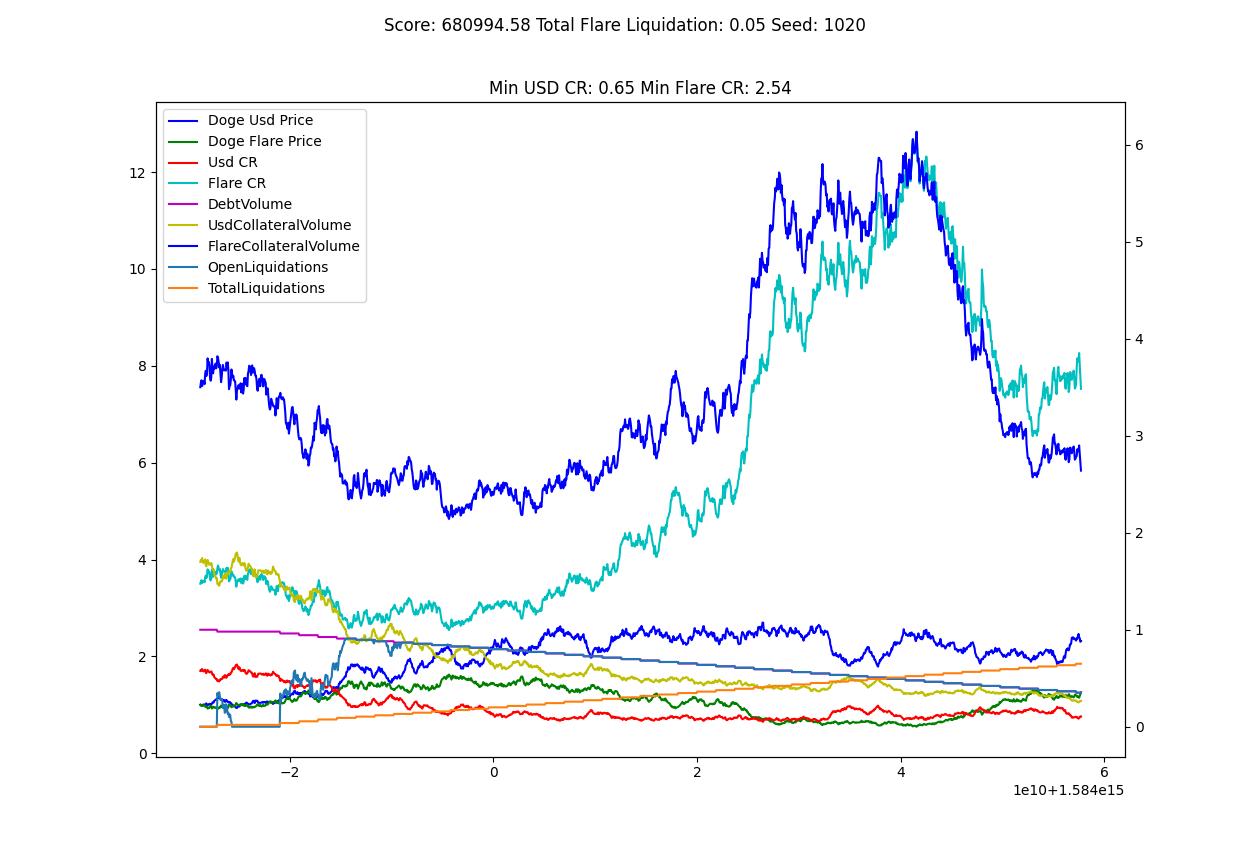 Score: 680994.58 Total Flare Liquidation: 0.05 Seed: 1020
Min USD CR: 0.65 Min Flare CR: 2.54
Doge Usd Price
Doge Flare Price
Usd CR
Flare CR
DebtVolume
UsdCollateralVolume
FlareCollateralVolume
OpenLiquidations
TotalLiquidations
12
10
8
6
4
2
0
6
5
4
3
2
1
0
−2
0
2
4
6
1e10+1.584e15